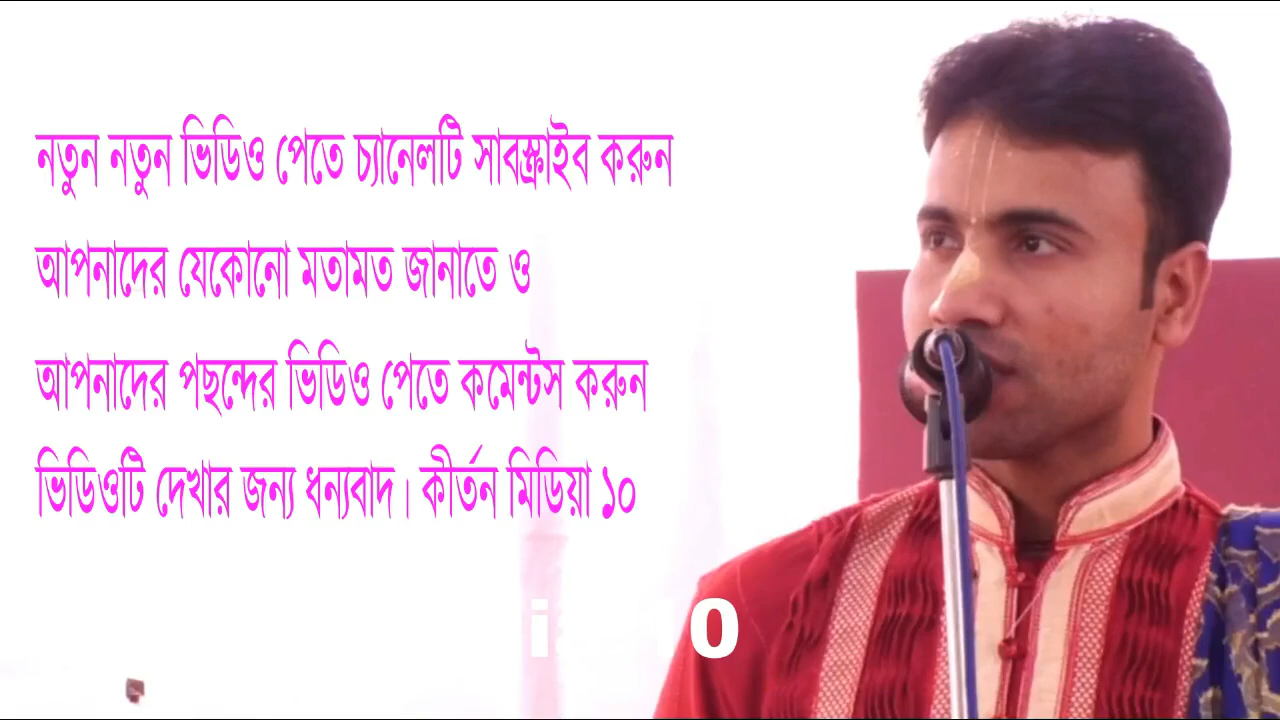 নতুন নতুন ভিডিও পেতে চ্যানেলটি সাবস্ক্রাইব করুন
আপনাদের যেকোনো মতামত জানাতে ও
আপনাদের পছন্দের ভিডিও পেতে কমেন্টস করুন
ভিডিওটি দেখার জন্য ধন্যবাদ। কীর্তন মিডিয়া ১০